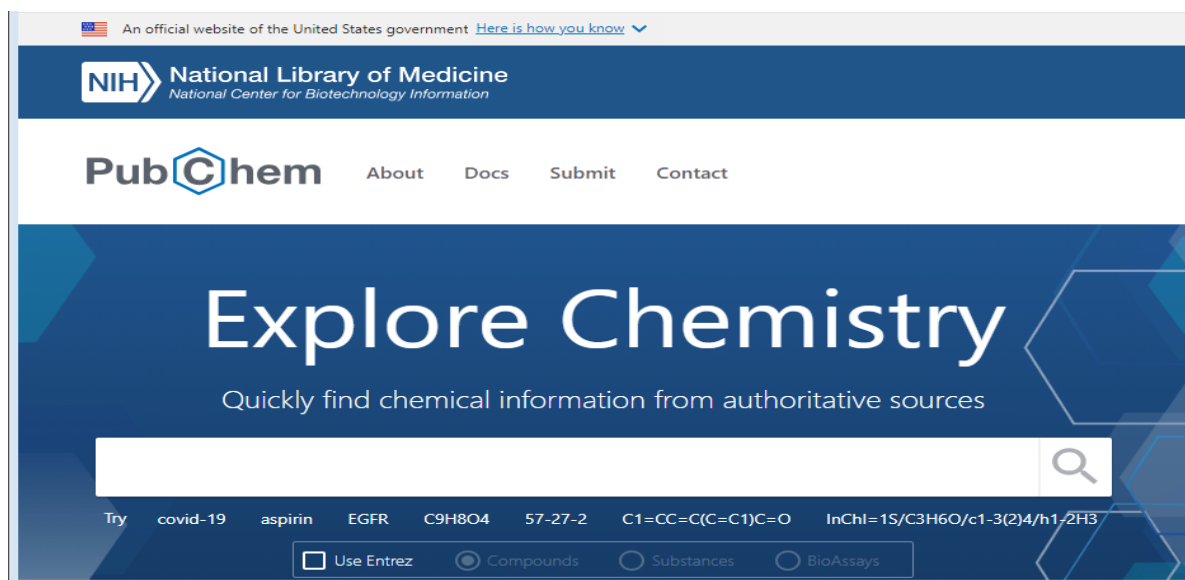 An official website of the United States government Here is how you know
NIH National Library of Medicine
National Center for Biotechnology Information
PubChem About Docs Submit Contact
Explore Chemistry
Quickly find chemical information from authoritative sources
Try covid-19 aspirin EGFR C9H8O4 57-27-2 C1=CC=C(C=C1)C=O InChI=1S/C3H6O/c1-3(2)4/h1-2H3
Use Entrez Compounds Substances BioAssays